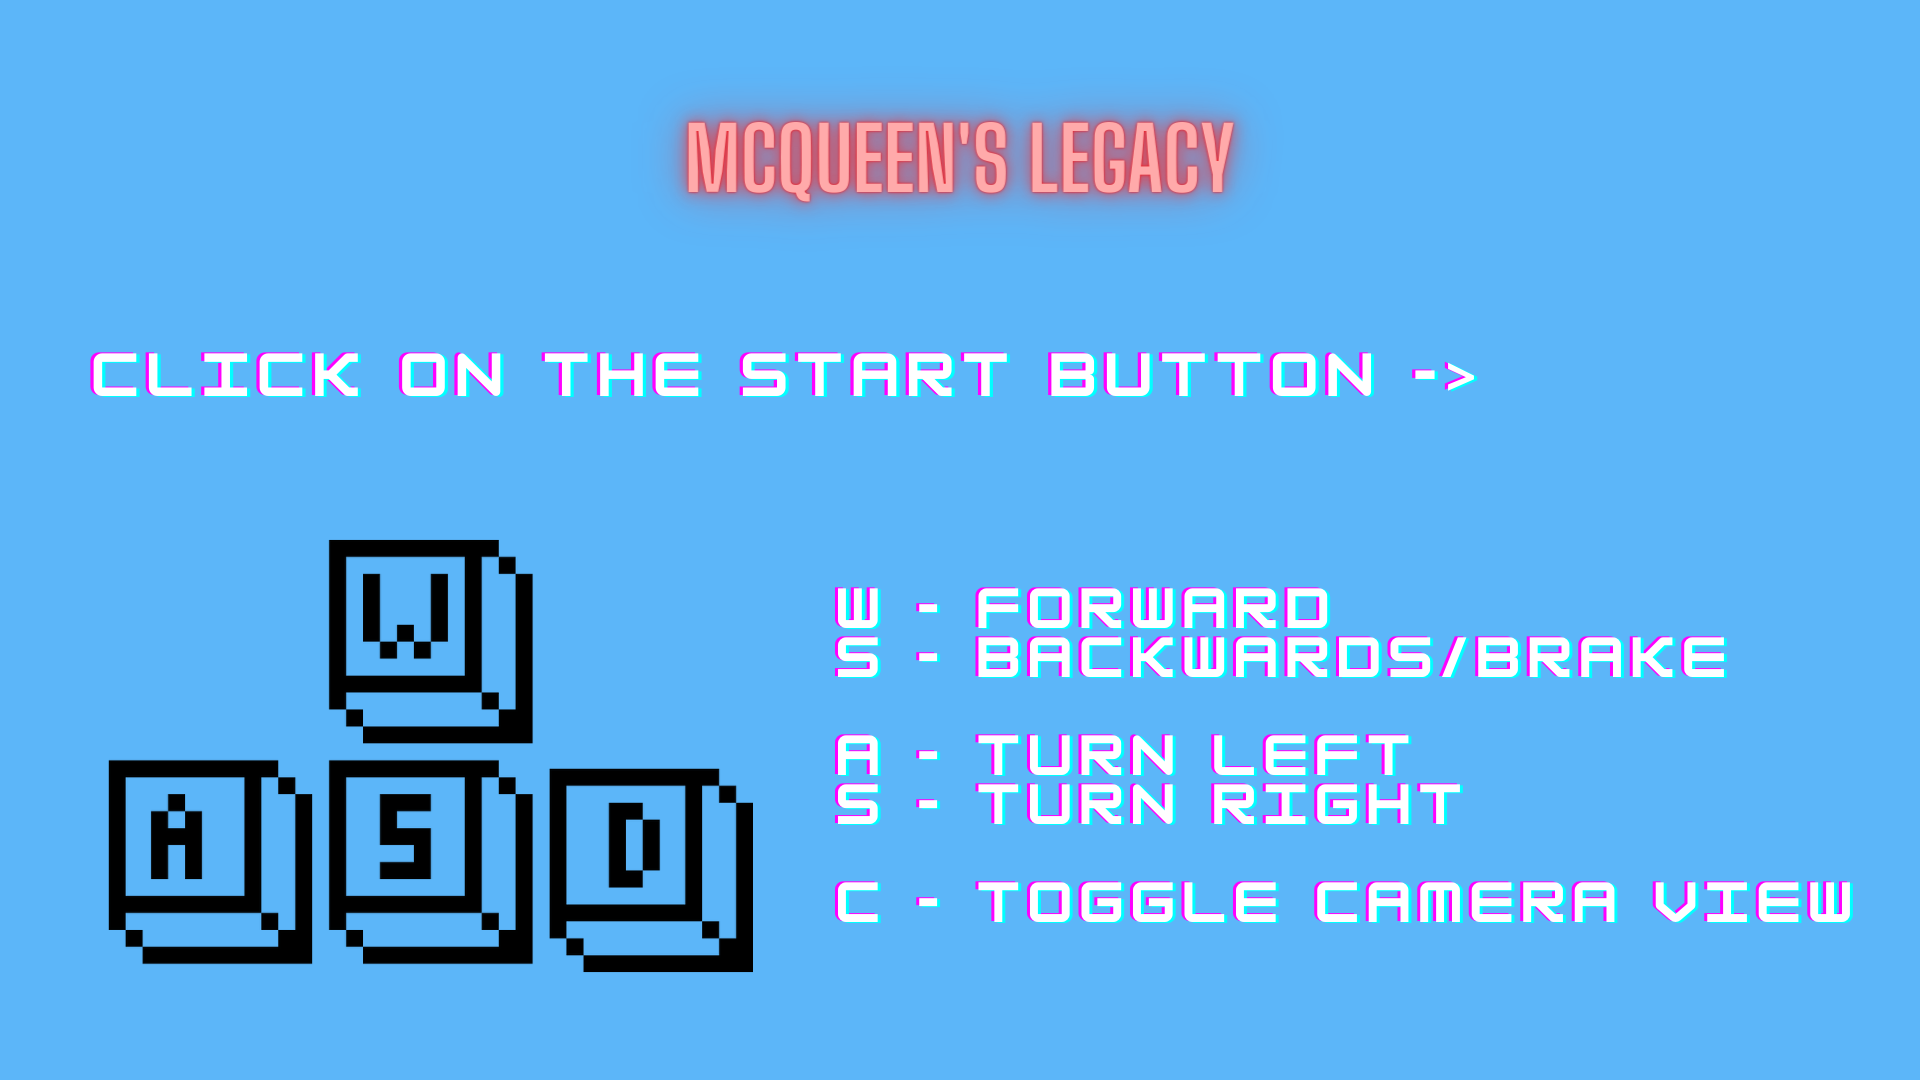 MCQUEEN'S LEGACY
CLICK ON THE START BUTTON ->
W
A S D
W - FORWARD
S - BACKWARDS/BRAKE
A - TURN LEFT
S - TURN RIGHT
C - TOGGLE CAMERA VIEW